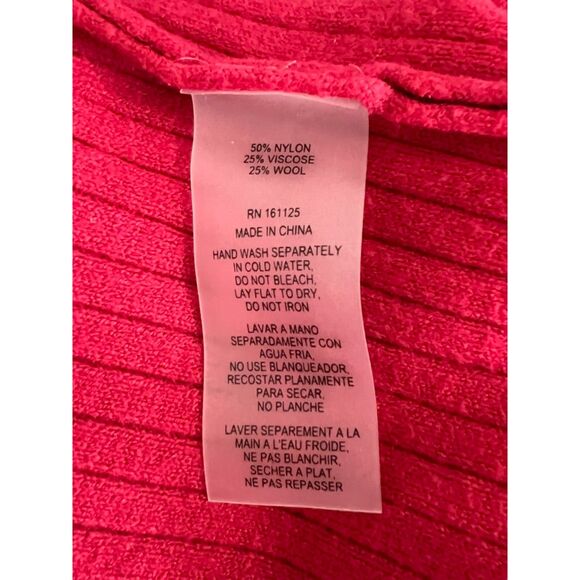 50% NYLON
25% VISCOSE
25% WOOL
RN 161125
MADE IN CHINA
HAND WASH SEPARATELY
IN COLD WATER,
DO NOT BLEACH,
LAY FLAT TO DRY,
DO NOT IRON
LAVAR A MANO
SEPARADAMENTE CON
AGUA FRIA,
NO USE BLANQUEADOR,
RECOSTAR PLANAMENTE
PARA SECAR,
NO PLANCHE
LAVER SEPAREMENT A LA
MAIN A L'EAU FROIDE,
NE PAS BLANCHIR,
SECHER A PLAT,
NE PAS REPASSER